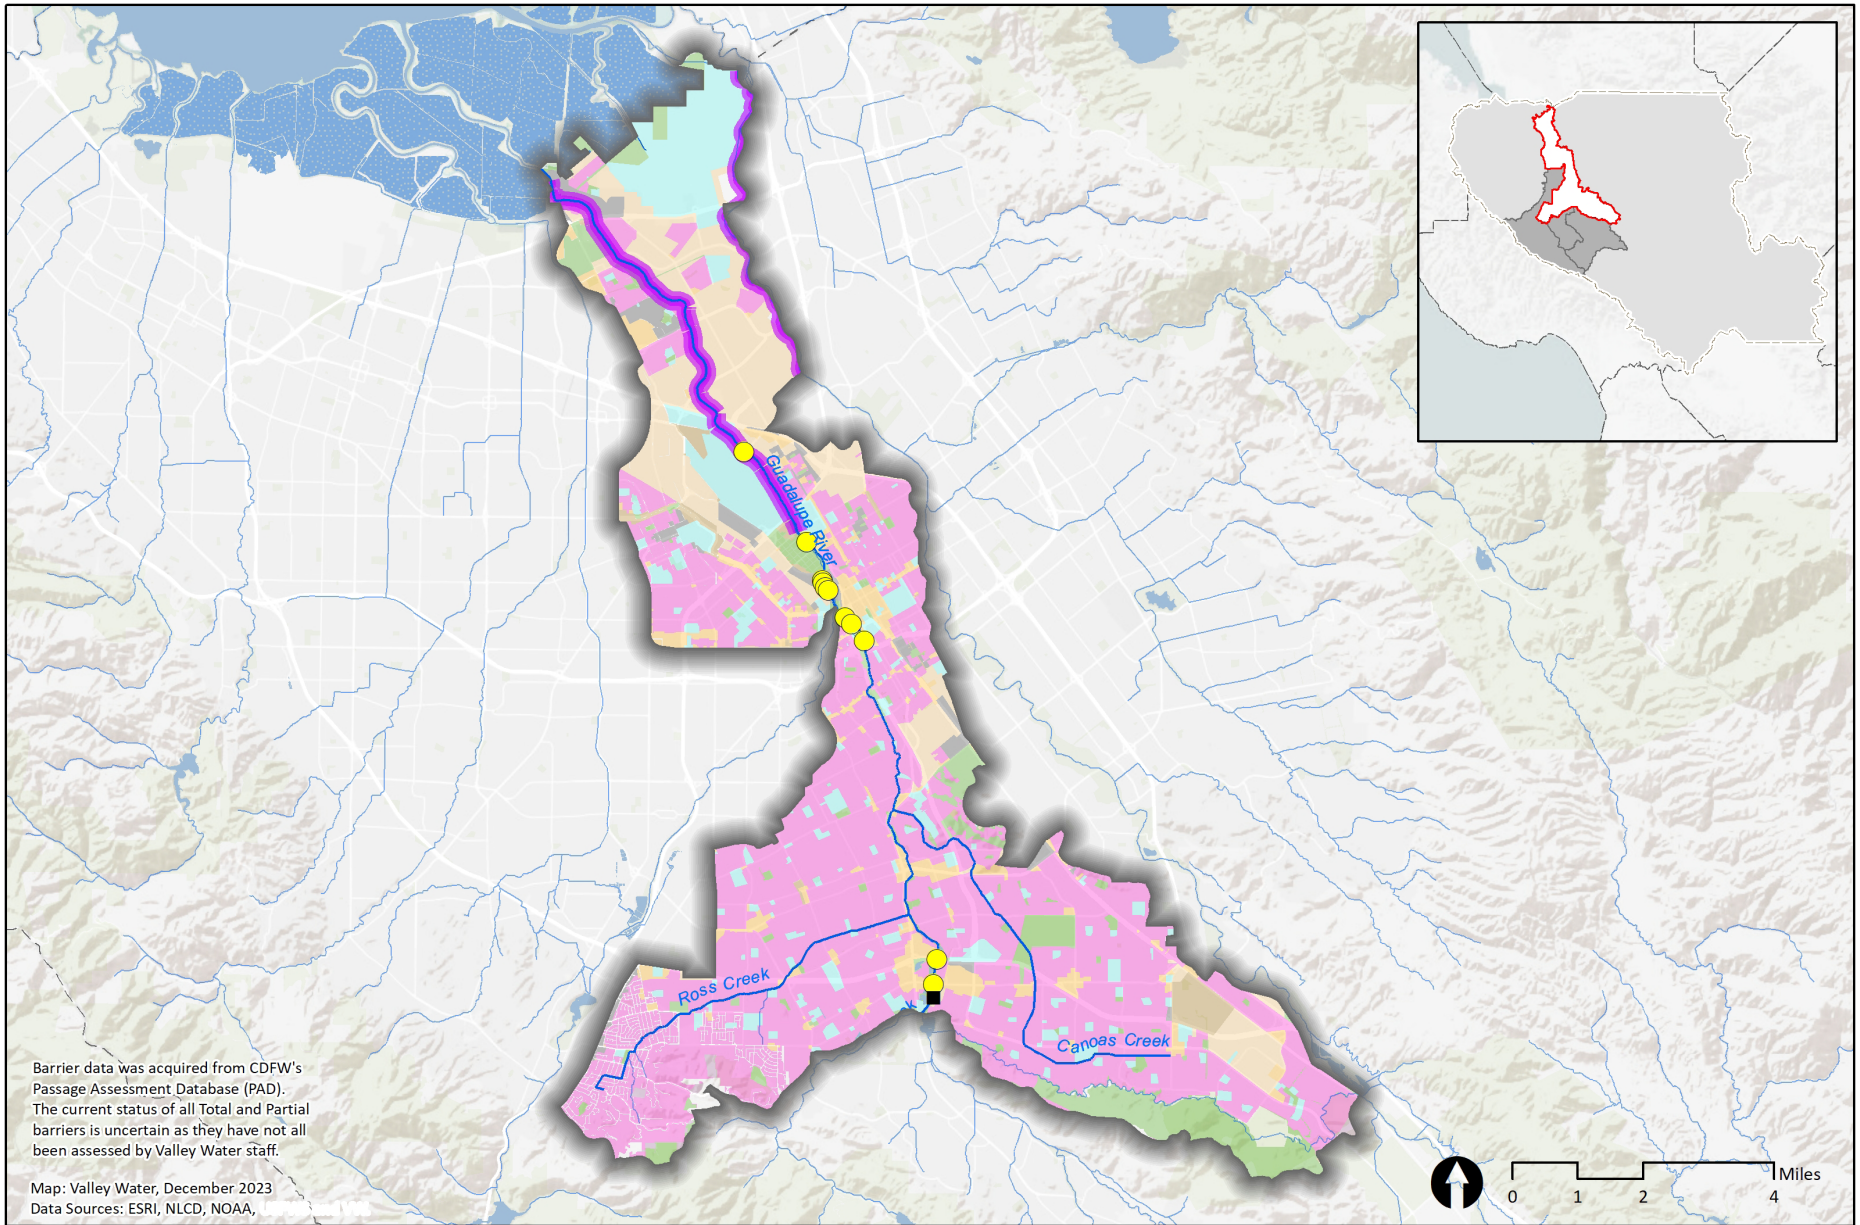 Guadalupe River
Ross Creek
Canoas Creek
Barrier data was acquired from CDFW's
Passage Assessment Database (PAD).
The current status of all Total and Partial
barriers is uncertain as they have not all
been assessed by Valley Water staff.
Map: Valley Water, December 2023
Data Sources: ESRI, NLCD, NOAA,
Miles
0 1 2 4